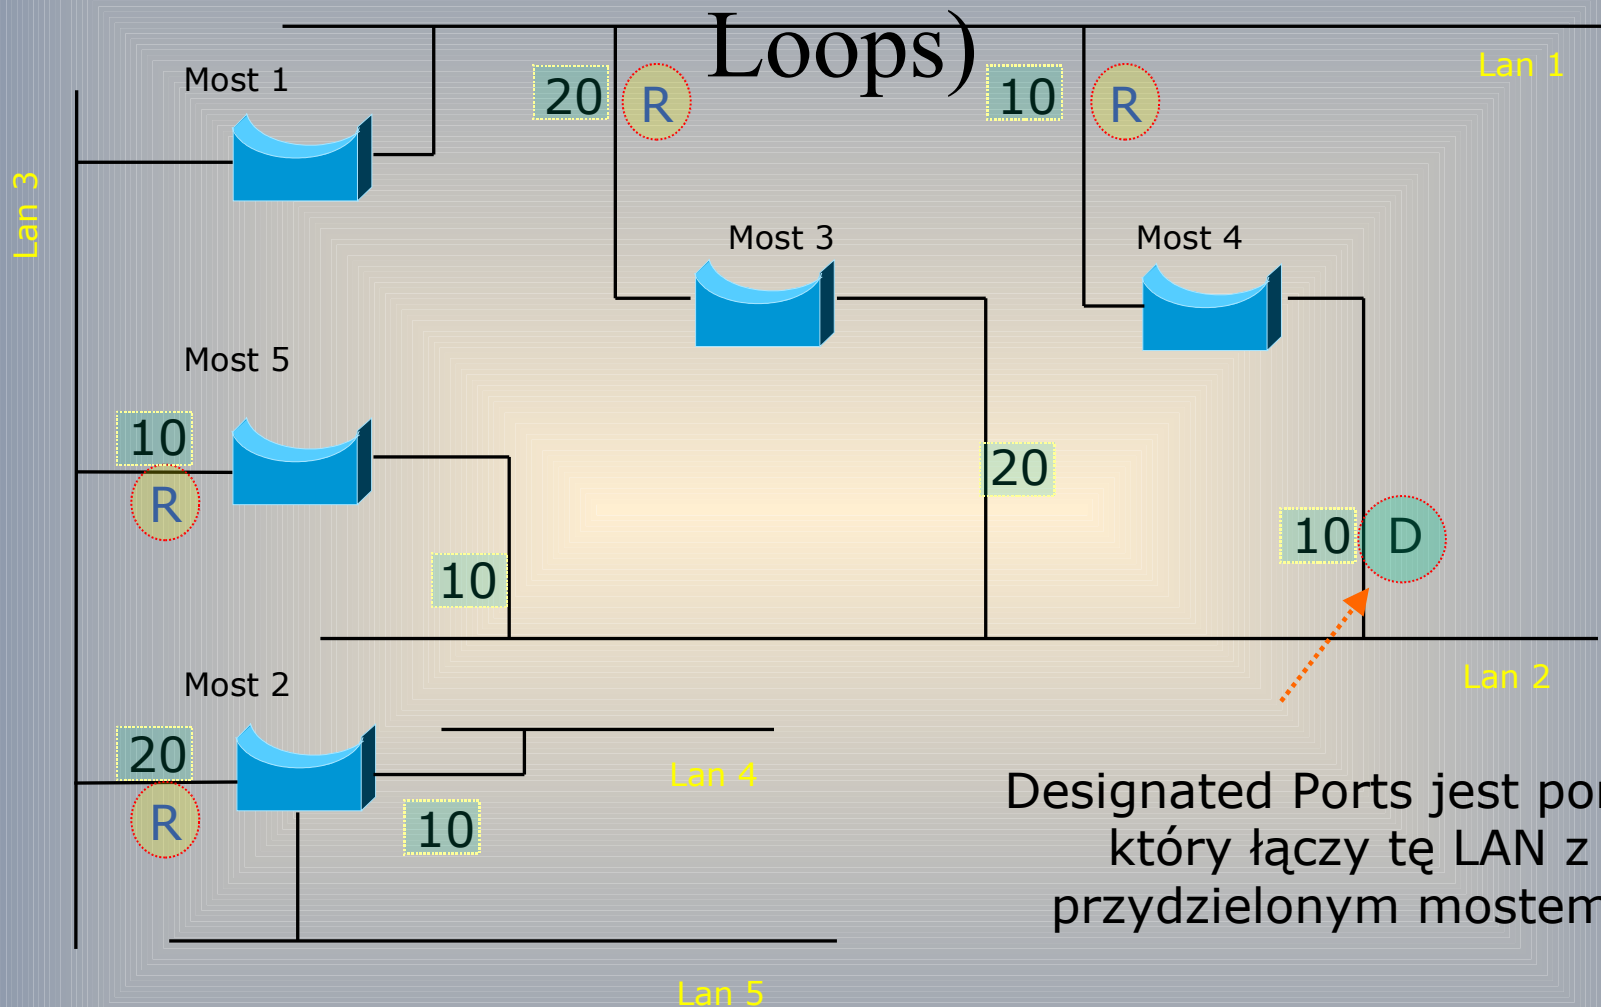 Loops)
Lan 1
Most 1
20
R
10
R
Lan 3
Most 3
Most 4
Most 5
10
R
20
10
D
10
Lan 2
Most 2
20
R
Lan 4
10
Designated Ports jest
który łączy tę LAN z
przydzielonym mostem
Lan 5